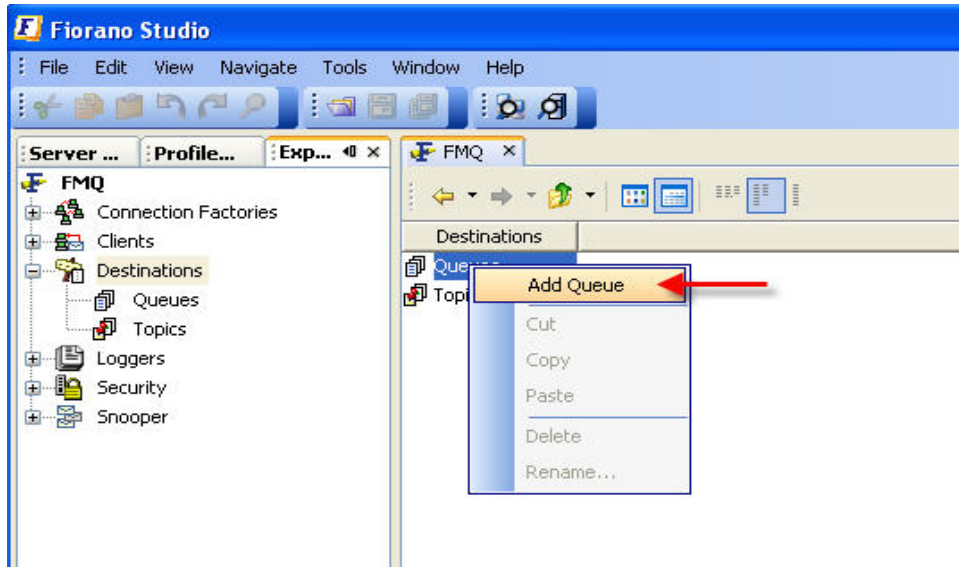 Fiorano Studio
File Edit View Navigate Tools Window Help
Server ... Profile... Exp...
FMQ
FMQ
Connection Factories
Clients
Destinations
Queues
Topics
Loggers
Security
Snooper
Destinations
Topi
Add Queue
Cut
Copy
Paste
Delete
Rename...